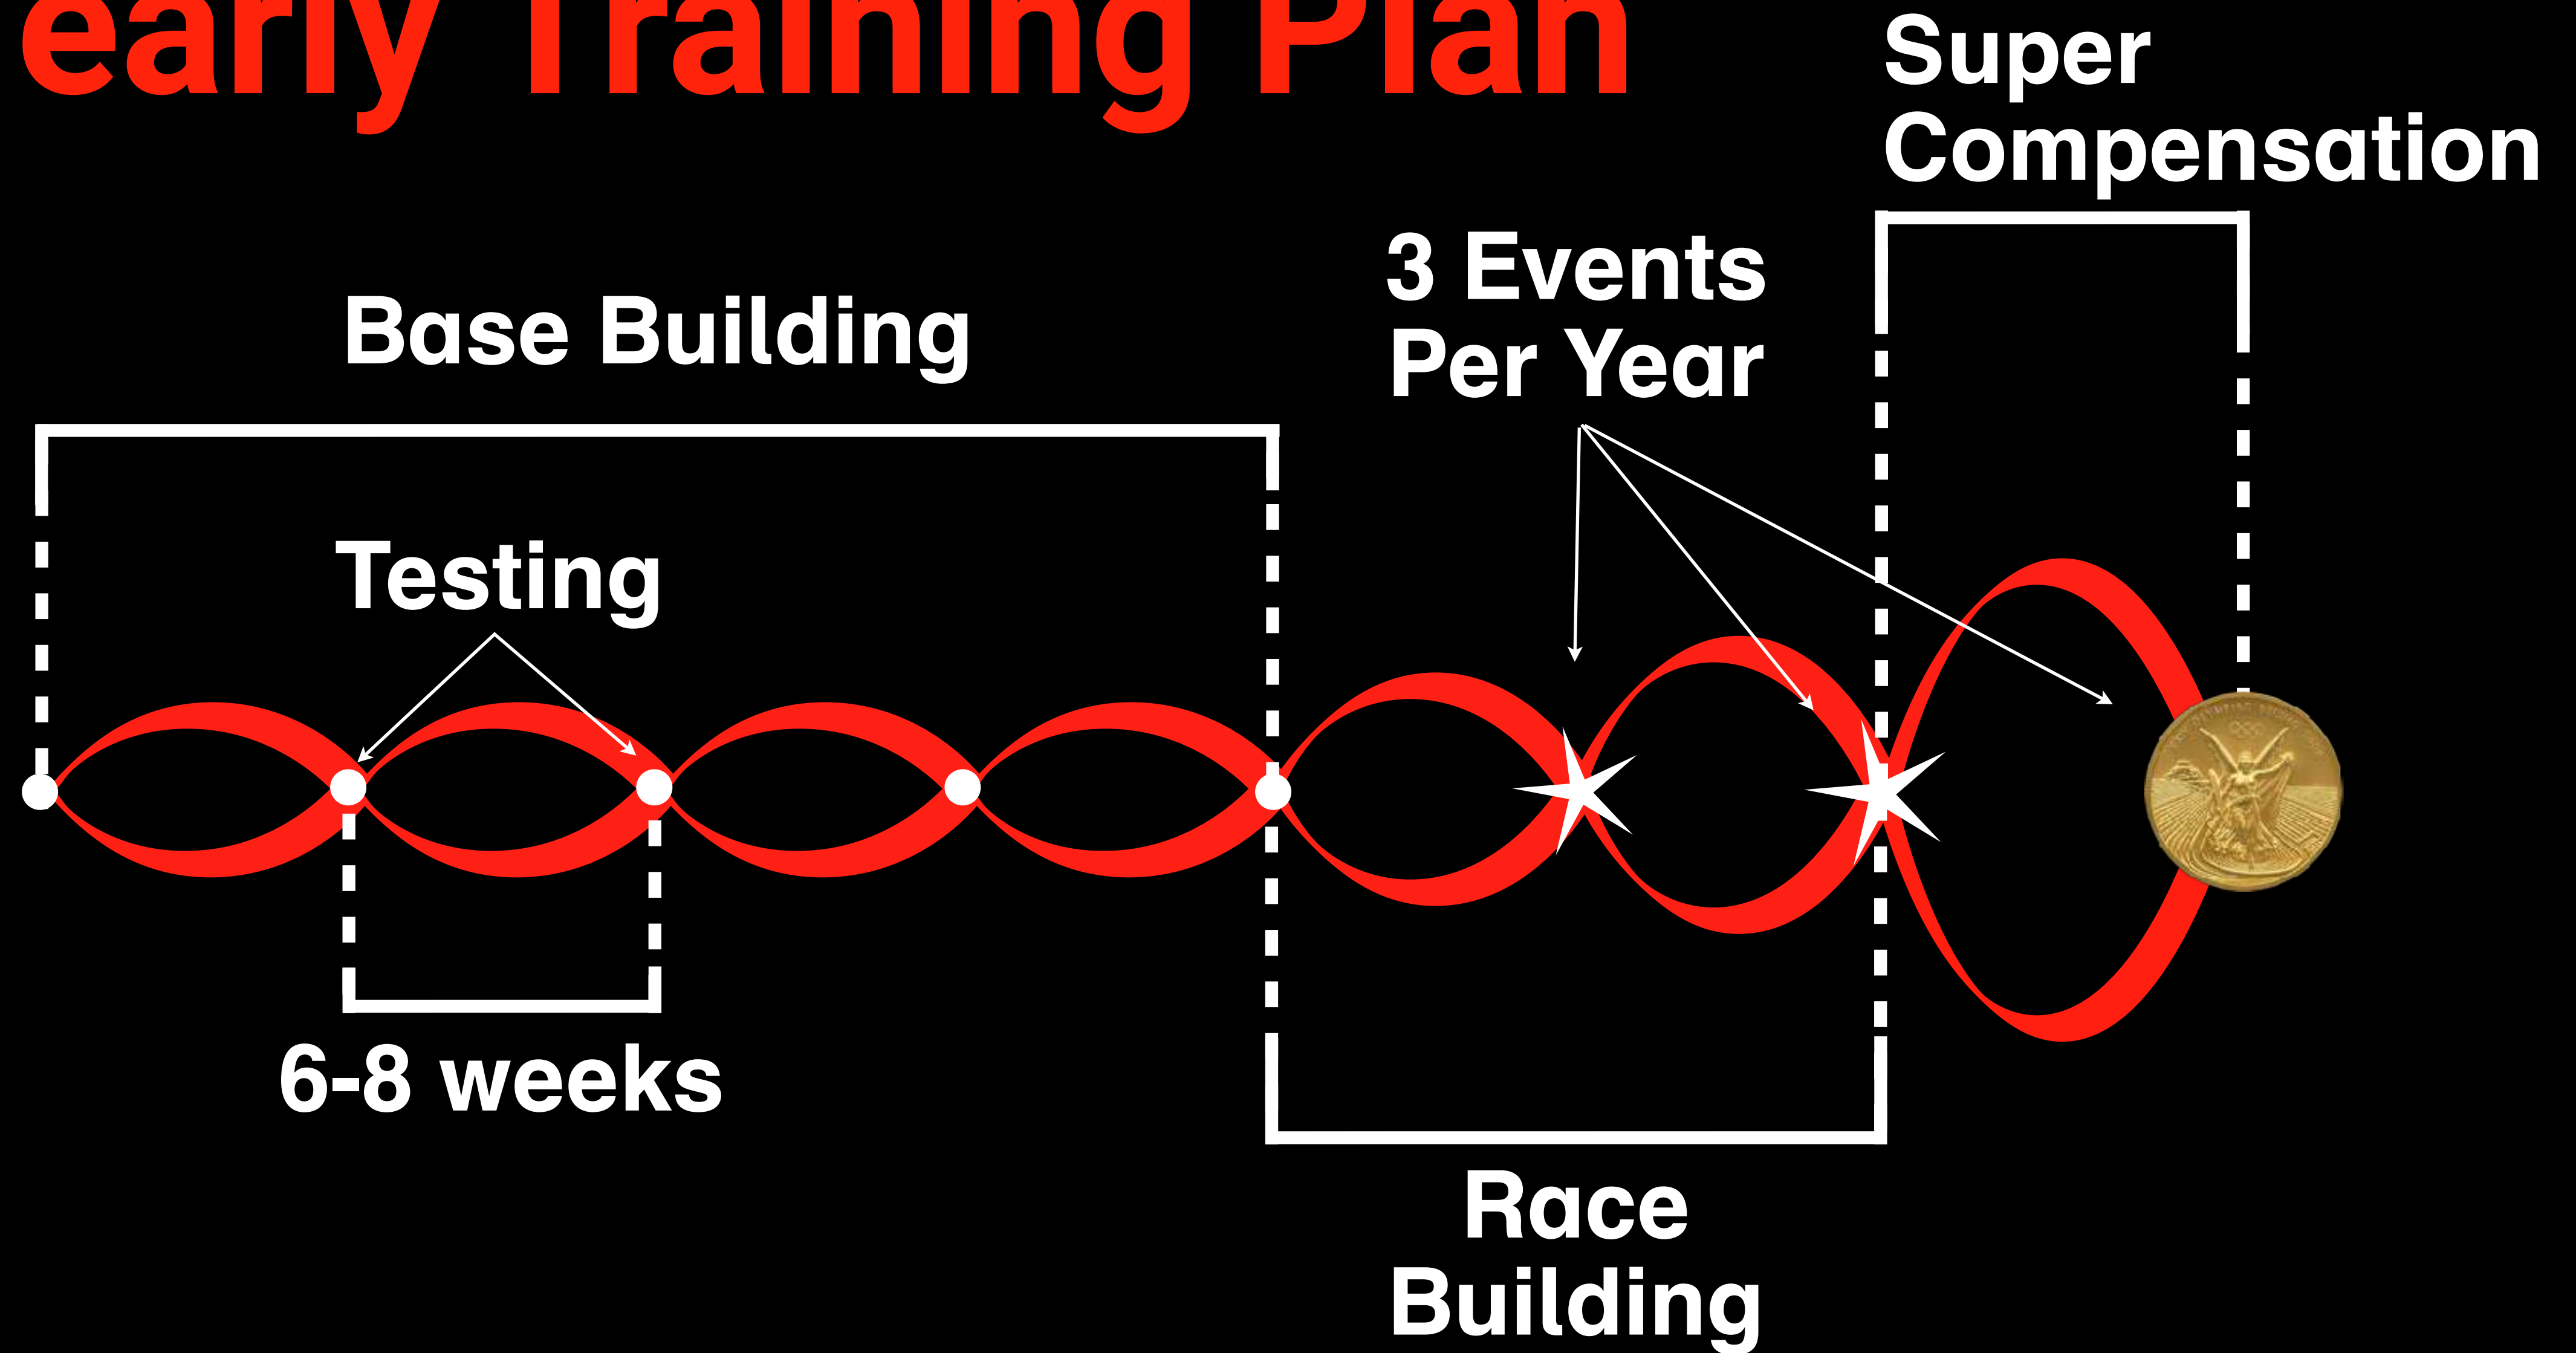 early Training Plan
Super
Compensation
3 Events
Per Year
Base Building
Testing
6-8 weeks
Race
Building